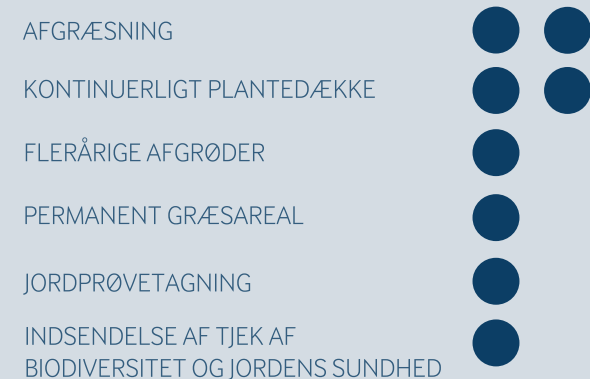 AFGRÆSNING
KONTINUERLIGT PLANTEDÆKKE
FLERÅRIGE AFGRØDER
PERMANENT GRÆSAREAL
JORDPRØVETAGNING
INDSENDELSE AF TJEK AF
BIODIVERSITET OG JORDENS SUNDHED